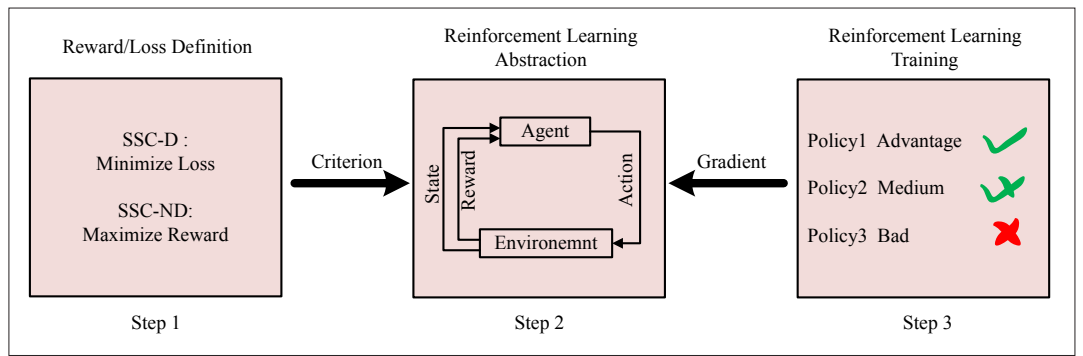 Reward/Loss Definition
SSC-D :
Minimize Loss
SSC-ND:
Maximize Reward
Step 1
Criterion
Reinforcement Learning
Abstraction
Agent
State
Reward
Action
Environemnt
Step 2
Gradient
Reinforcement Learning
Training
Policy1 Advantage
Policy2 Medium
Policy3 Bad
Step 3